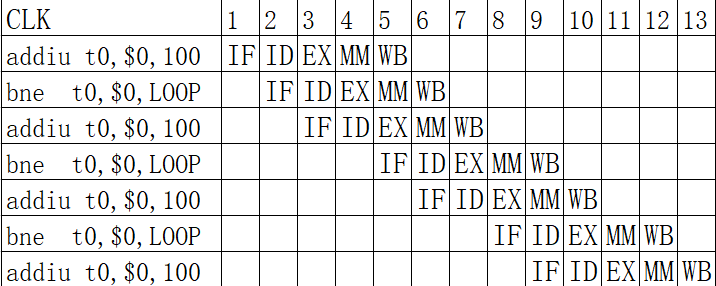 CLK 1 2 3 4 5 6 7 8 9 10 11 12 13
addiu t0,$0,100 IF ID EX MM WB
bne t0,$0,LOOP IF ID EX MM WB
addiu t0,$0,100 IF ID EX MM WB
bne t0,$0,LOOP IF ID EX MM WB
addiu t0,$0,100 IF ID EX MM WB
bne t0,$0,LOOP IF ID EX MM WB
addiu t0,$0,100 IF ID EX MM WB